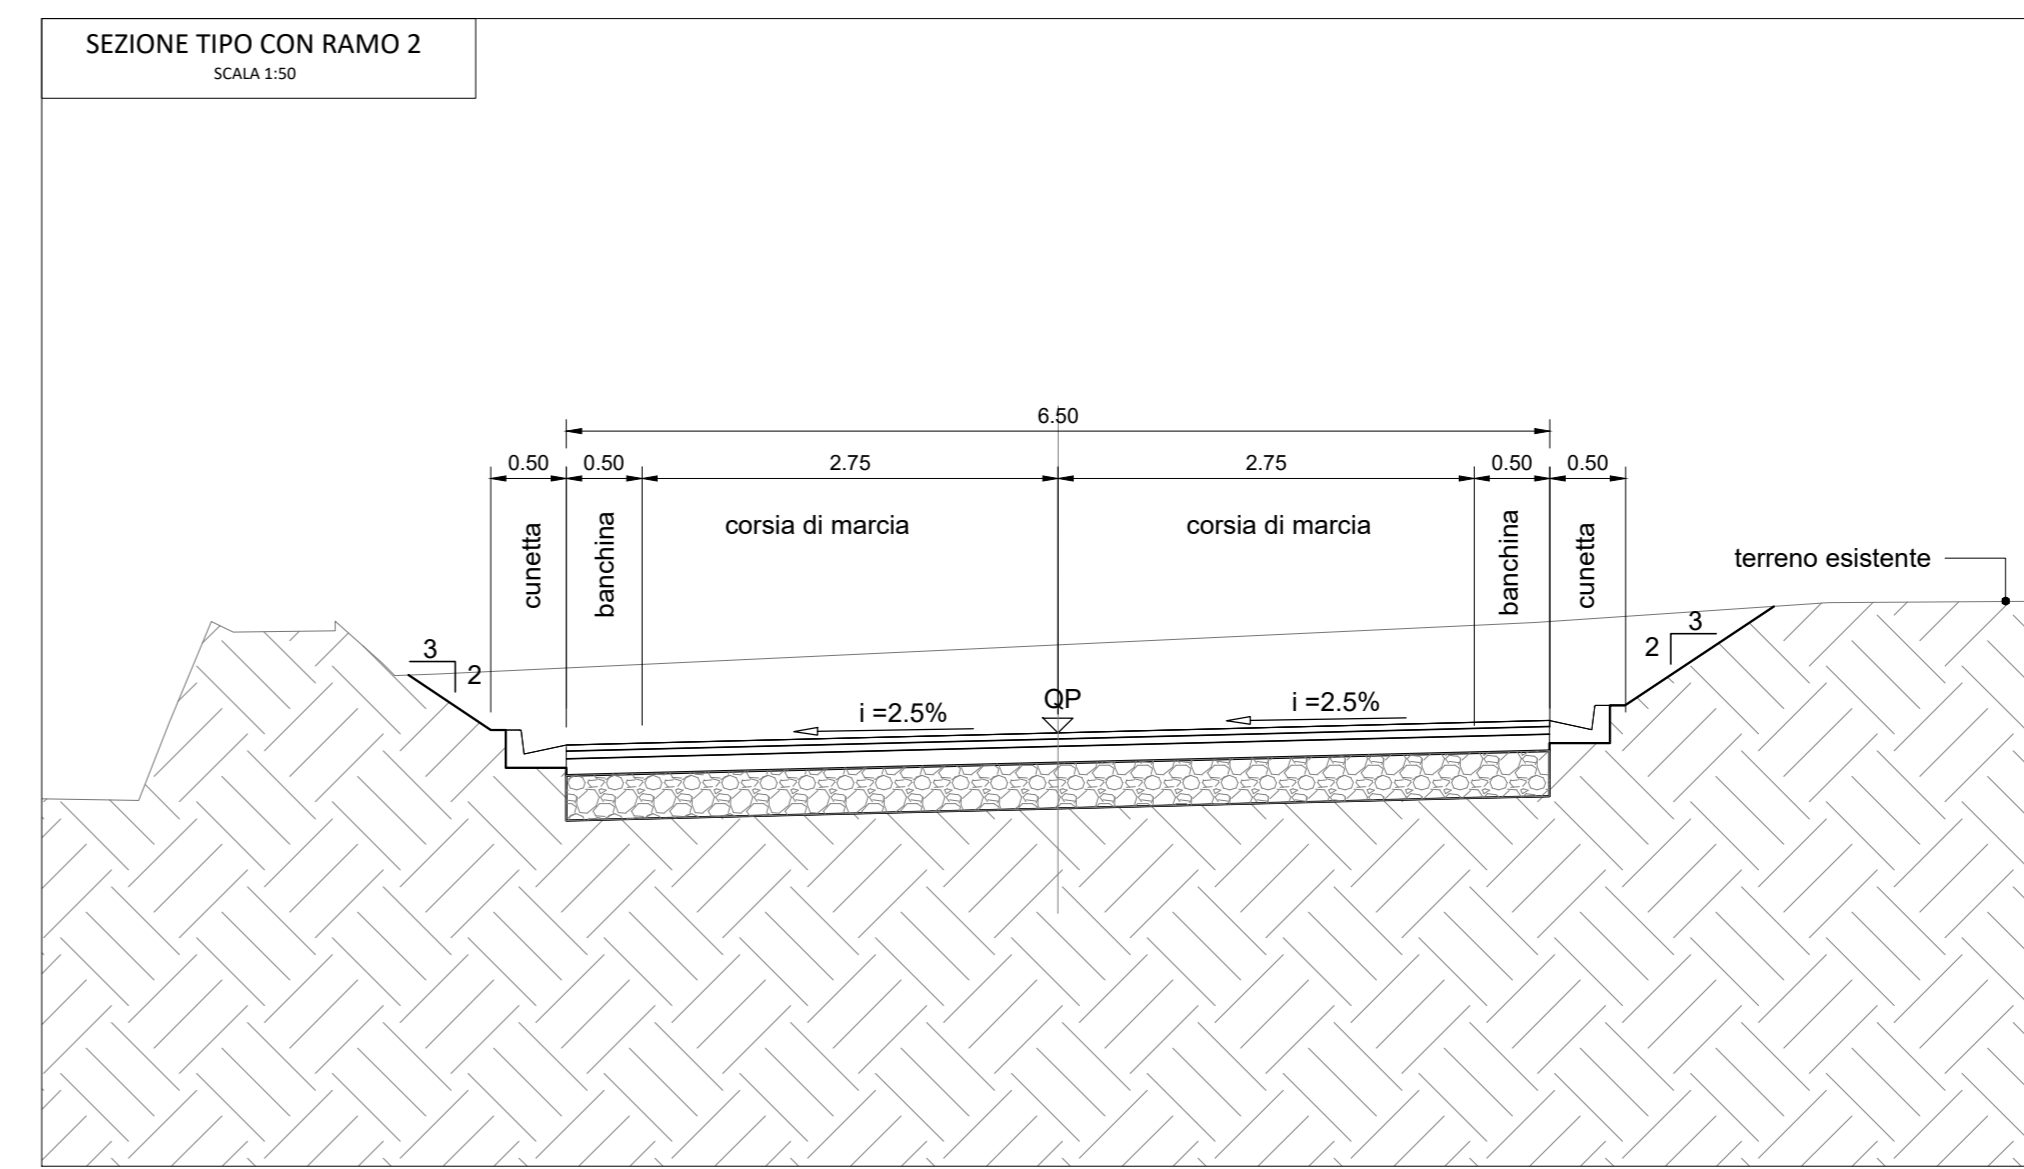 SEZIONE TIPO CON RAMO 2
SCALA 1:50
6.50
0.50 0.50 2.75 2.75 0.50 0.50
cunetta
banchina
corsia di marcia
corsia di marcia
banchina
cunetta
terreno esistente
3
2
3
2
i =2.5%
QP
i =2.5%